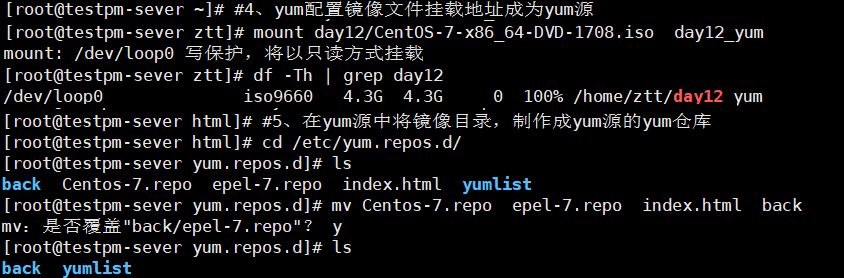 [root@testpm-sever ~]# #4、yum配置镜像文件挂载地址成为yum源
[root@testpm-sever ztt]# mount day12/CentOS-7-x86_64-DVD-1708.iso  day12_yum
mount: /dev/loop0 写保护，将以只读方式挂载
[root@testpm-sever ztt]# df -Th | grep day12
/dev/loop0              iso9660   4.3G  4.3G     0  100% /home/ztt/day12 yum
[root@testpm-sever html]# #5、在yum源中将镜像目录，制作成yum源的yum仓库
[root@testpm-sever html]# cd /etc/yum.repos.d/
[root@testpm-sever yum.repos.d]# ls
back  Centos-7.repo  epel-7.repo  index.html  yumlist
[root@testpm-sever yum.repos.d]# mv Centos-7.repo  epel-7.repo  index.html  back
mv：是否覆盖"back/epel-7.repo"？ y
[root@testpm-sever yum.repos.d]# ls
back  yumlist